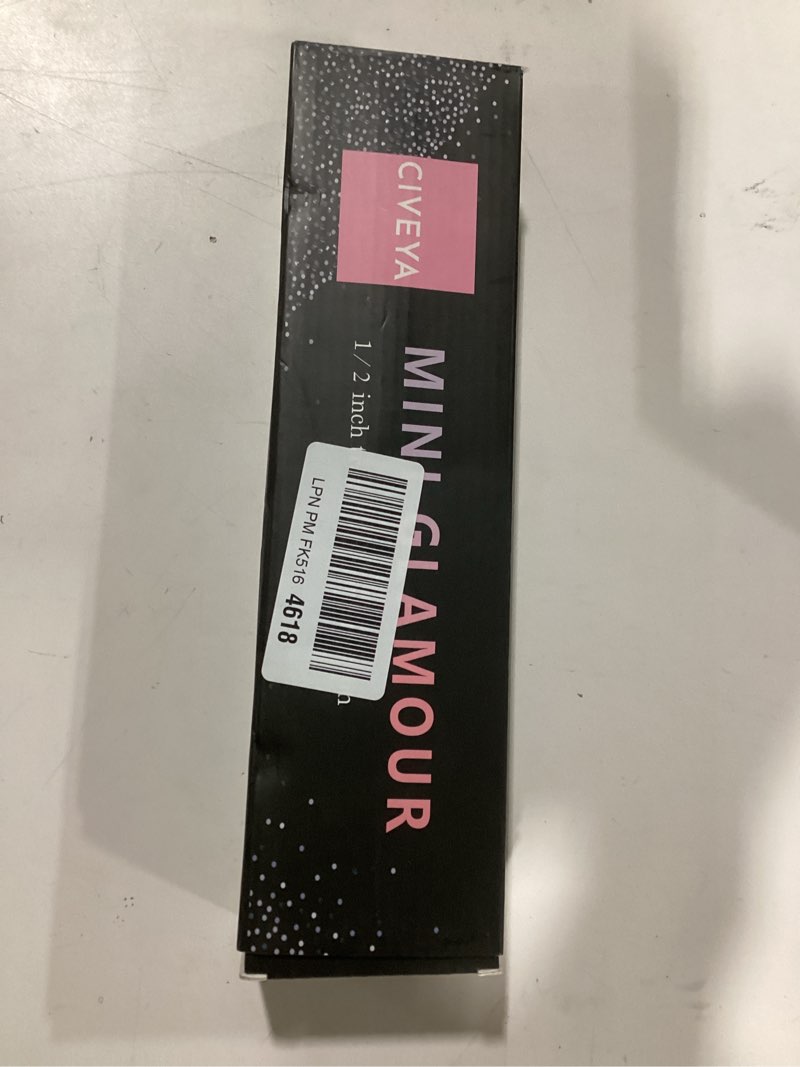 CIVEYA
MINI GLAMOUR
1/2 inch
LPN PM FK516 4618